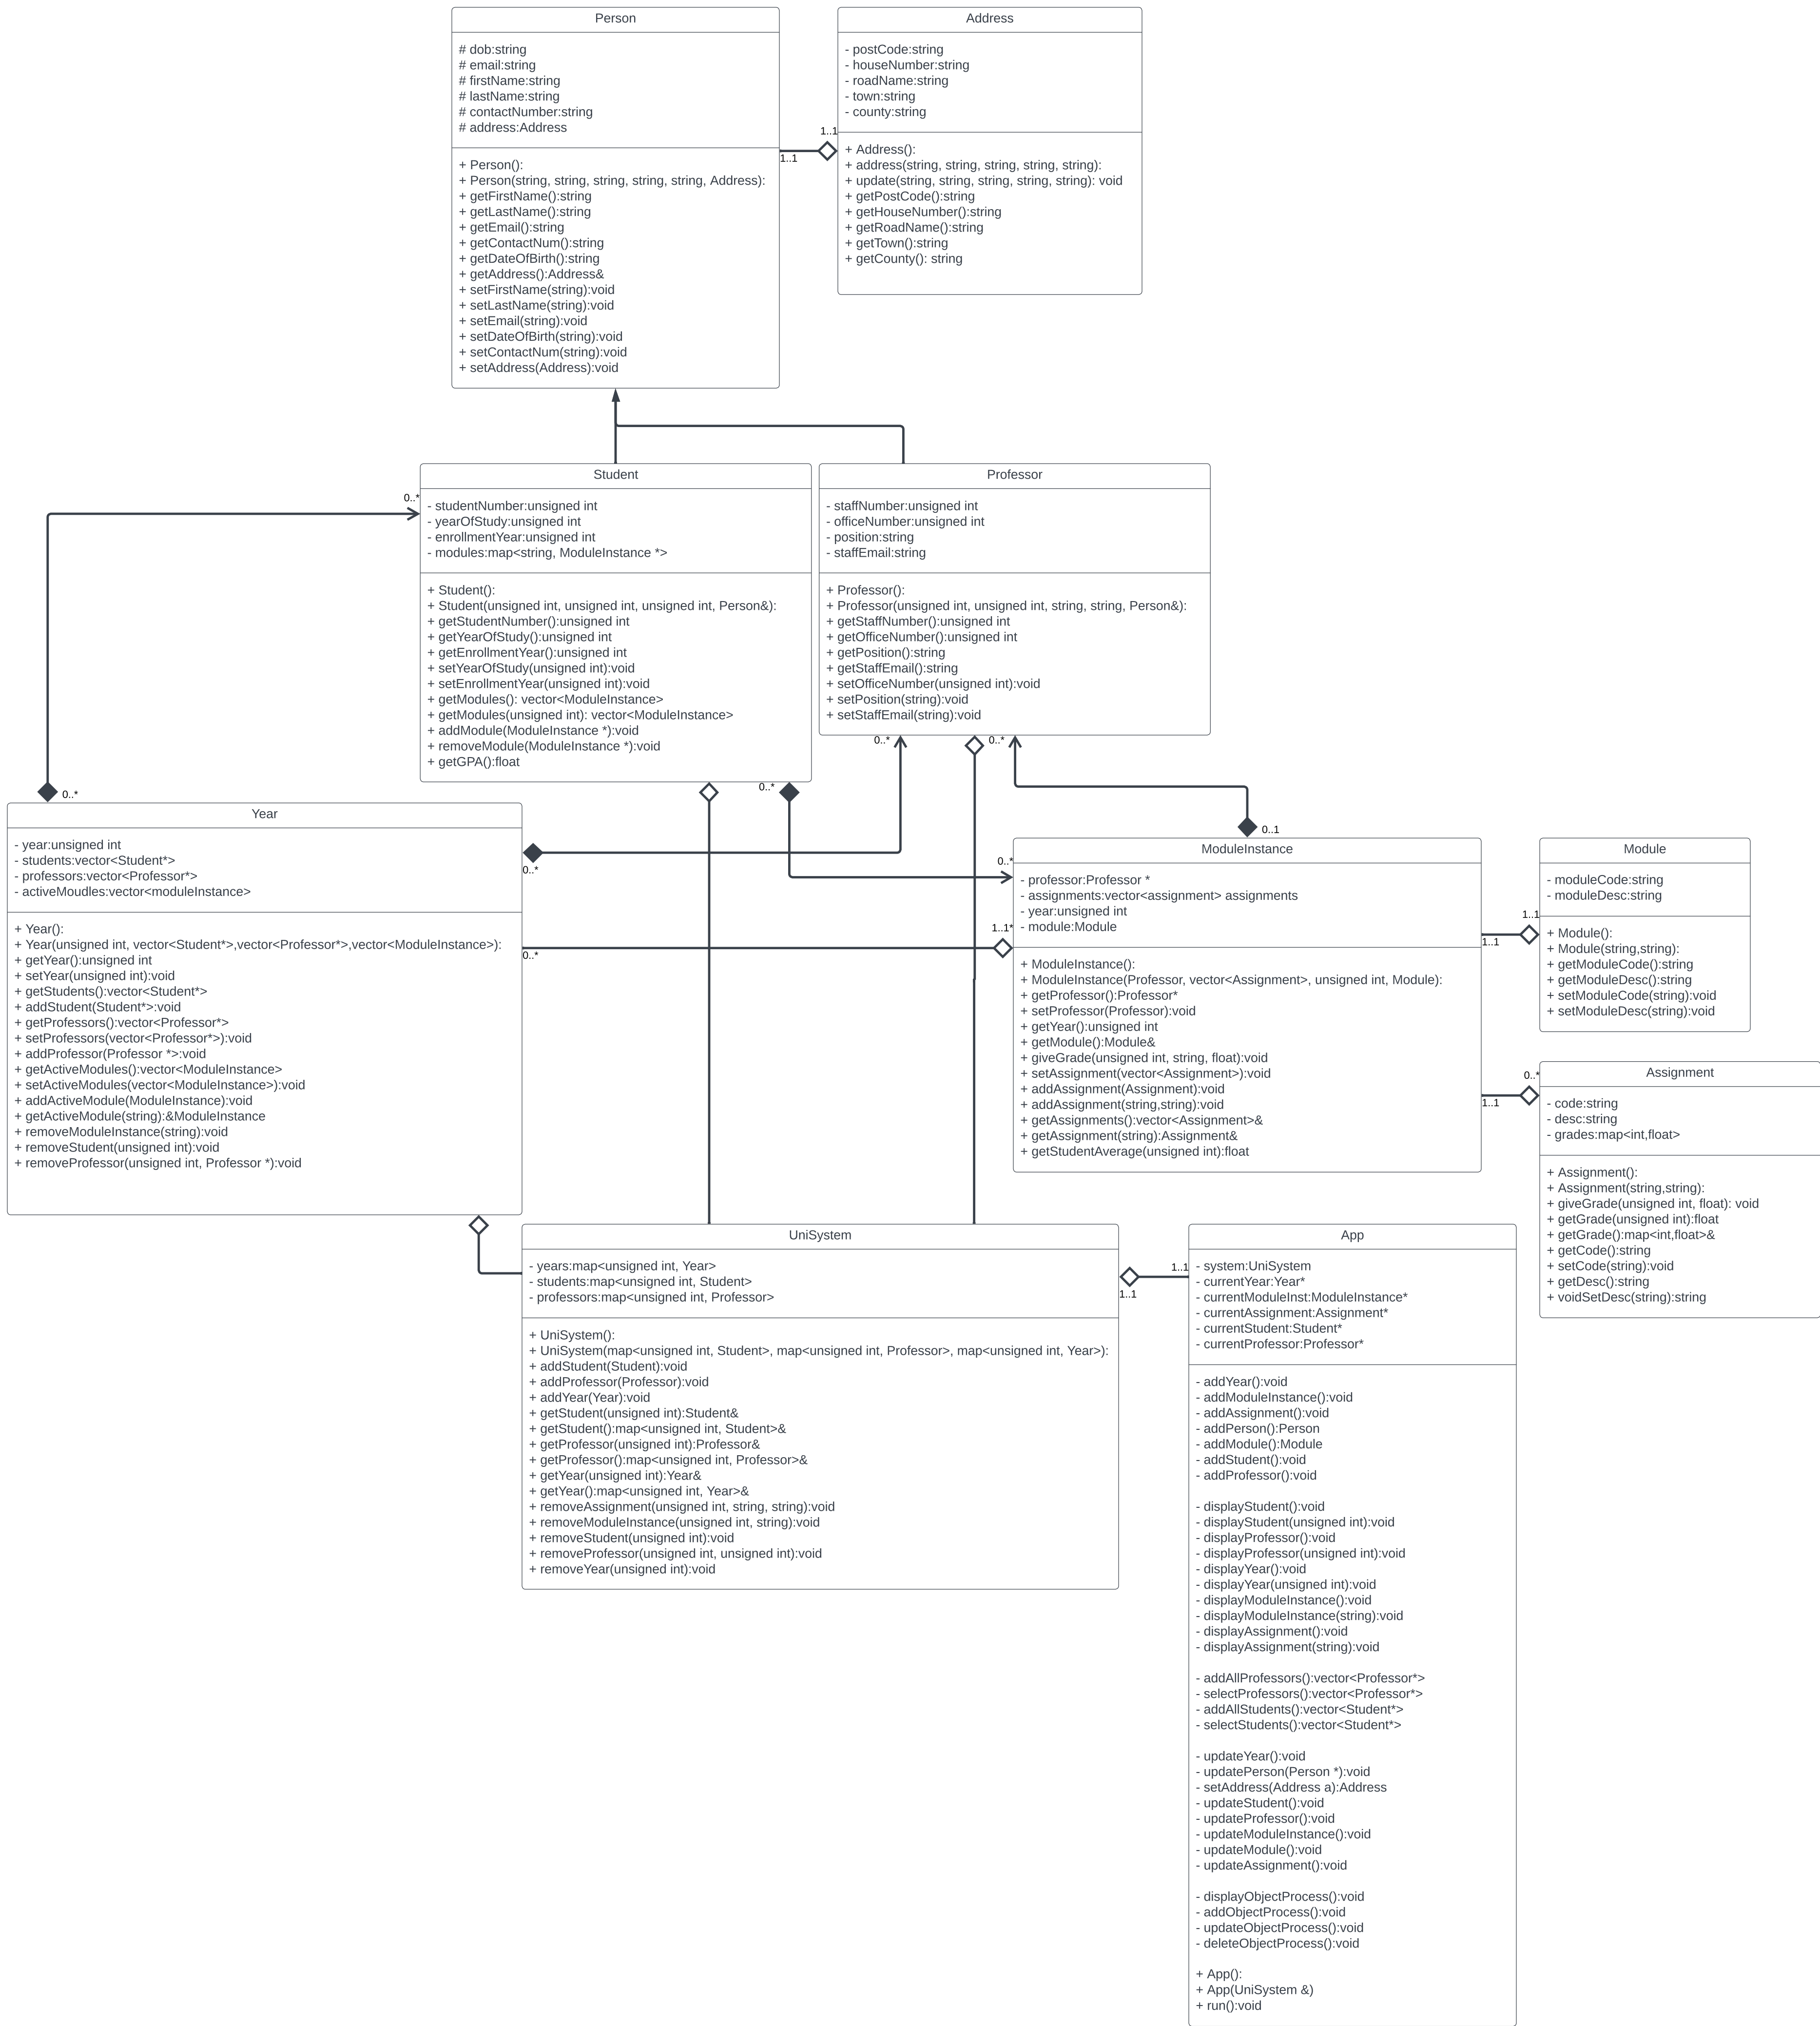 Person
# dob:string
# email:string
# firstName:string
# lastName:string
# contactNumber:string
# address:Address
+ Person():
+ Person(string, string, string, string, string, Address):
+ getFirstName():string
+ getLastName():string
+ getEmail():string
+ getContactNum():string
+ getDateOfBirth():string
+ getAddress():Address&
+ setFirstName(string):void
+ setLastName(string):void
+ setEmail(string):void
+ setDateOfBirth(string):void
+ setContactNum(string):void
+ setAddress(Address):void
1..1
1..1
Address
- postCode:string
- houseNumber:string
- roadName:string
- town:string
- county:string
+ Address():
+ address(string, string, string, string, string):
+ update(string, string, string, string, string): void
+ getPostCode():string
+ getHouseNumber():string
+ getRoadName():string
+ getTown():string
+ getCounty(): string
0..*
Student
- studentNumber:unsigned int
- yearOfStudy:unsigned int
- enrollmentYear:unsigned int
- modules:map<string, ModuleInstance *>
+ Student():
+ Student(unsigned int, unsigned int, unsigned int, Person&):
+ getStudentNumber():unsigned int
+ getYearOfStudy():unsigned int
+ getEnrollmentYear():unsigned int
+ setYearOfStudy(unsigned int):void
+ setEnrollmentYear(unsigned int):void
+ getModules(): vector<ModuleInstance>
+ getModules(unsigned int): vector<ModuleInstance>
+ addModule(ModuleInstance *):void
+ removeModule(ModuleInstance *):void
+ getGPA():float
Professor
- staffNumber:unsigned int
- officeNumber:unsigned int
- position:string
- staffEmail:string
+ Professor():
+ Professor(unsigned int, unsigned int, string, string, Person&):
+ getStaffNumber():unsigned int
+ getOfficeNumber():unsigned int
+ getPosition():string
+ getStaffEmail():string
+ setOfficeNumber(unsigned int):void
+ setPosition(string):void
+ setStaffEmail(string):void
0..*
0..*
0..*
0..*
0..1
Year
- year:unsigned int
- students:vector<Student*>
- professors:vector<Professor*>
- activeMoudles:vector<moduleInstance>
+ Year():
+ Year(unsigned int, vector<Student*>,vector<Professor*>,vector<ModuleInstance>):
+ getYear():unsigned int
+ setYear(unsigned int):void
+ getStudents():vector<Student*>
+ addStudent(Student*>:void
+ getProfessors():vector<Professor*>
+ setProfessors(vector<Professor*>):void
+ addProfessor(Professor *>:void
+ getActiveModules():vector<ModuleInstance>
+ setActiveModules(vector<ModuleInstance>):void
+ addActiveModule(ModuleInstance):void
+ getActiveModule(string):&ModuleInstance
+ removeModuleInstance(string):void
+ removeStudent(unsigned int):void
+ removeProfessor(unsigned int, Professor *):void
0..*
0..*
0..*
1..1*
ModuleInstance
- professor:Professor *
- assignments:vector<assignment> assignments
- year:unsigned int
- module:Module
+ ModuleInstance():
+ ModuleInstance(Professor, vector<Assignment>, unsigned int, Module):
+ getProfessor():Professor*
+ setProfessor(Professor):void
+ getYear():unsigned int
+ getModule():Module&
+ giveGrade(unsigned int, string, float):void
+ setAssignment(vector<Assignment>):void
+ addAssignment(Assignment):void
+ addAssignment(string,string):void
+ getAssignments():vector<Assignment>&
+ getAssignment(string):Assignment&
+ getStudentAverage(unsigned int):float
1..1
1..1
Module
- moduleCode:string
- moduleDesc:string
+ Module():
+ Module(string,string):
+ getModuleCode():string
+ getModuleDesc():string
+ setModuleCode(string):void
+ setModuleDesc(string):void
0..*
1..1
Assignment
- code:string
- desc:string
- grades:map<int,float>
+ Assignment():
+ Assignment(string,string):
+ giveGrade(unsigned int, float): void
+ getGrade(unsigned int):float
+ getGrade():map<int,float>&
+ getCode():string
+ setCode(string):void
+ getDesc():string
+ voidSetDesc(string):string
UniSystem
- years:map<unsigned int, Year>
- students:map<unsigned int, Student>
- professors:map<unsigned int, Professor>
+ UniSystem():
+ UniSystem(map<unsigned int, Student>, map<unsigned int, Professor>, map<unsigned int, Year>):
+ addStudent(Student):void
+ addProfessor(Professor):void
+ addYear(Year):void
+ getStudent(unsigned int):Student&
+ getStudent():map<unsigned int, Student>&
+ getProfessor(unsigned int):Professor&
+ getProfessor():map<unsigned int, Professor>&
+ getYear(unsigned int):Year&
+ getYear():map<unsigned int, Year>&
+ removeAssignment(unsigned int, string, string):void
+ removeModuleInstance(unsigned int, string):void
+ removeStudent(unsigned int):void
+ removeProfessor(unsigned int, unsigned int):void
+ removeYear(unsigned int):void
1..1
1..1
App
- system:UniSystem
- currentYear:Year*
- currentModuleInst:ModuleInstance*
- currentAssignment:Assignment*
- currentStudent:Student*
- currentProfessor:Professor*
- addYear():void
- addModuleInstance():void
- addAssignment():void
- addPerson():Person
- addModule():Module
- addStudent():void
- addProfessor():void
- displayStudent():void
- displayStudent(unsigned int):void
- displayProfessor():void
- displayProfessor(unsigned int):void
- displayYear():void
- displayYear(unsigned int):void
- displayModuleInstance():void
- displayModuleInstance(string):void
- displayAssignment():void
- displayAssignment(string):void
- addAllProfessors():vector<Professor*>
- selectProfessors():vector<Professor*>
- addAllStudents():vector<Student*>
- selectStudents():vector<Student*>
- updateYear():void
- updatePerson(Person *):void
- setAddress(Address a):Address
- updateStudent():void
- updateProfessor():void
- updateModuleInstance():void
- updateModule():void
- updateAssignment():void
- displayObjectProcess():void
- addObjectProcess():void
- updateObjectProcess():void
- deleteObjectProcess():void
+ App():
+ App(UniSystem &)
+ run():void